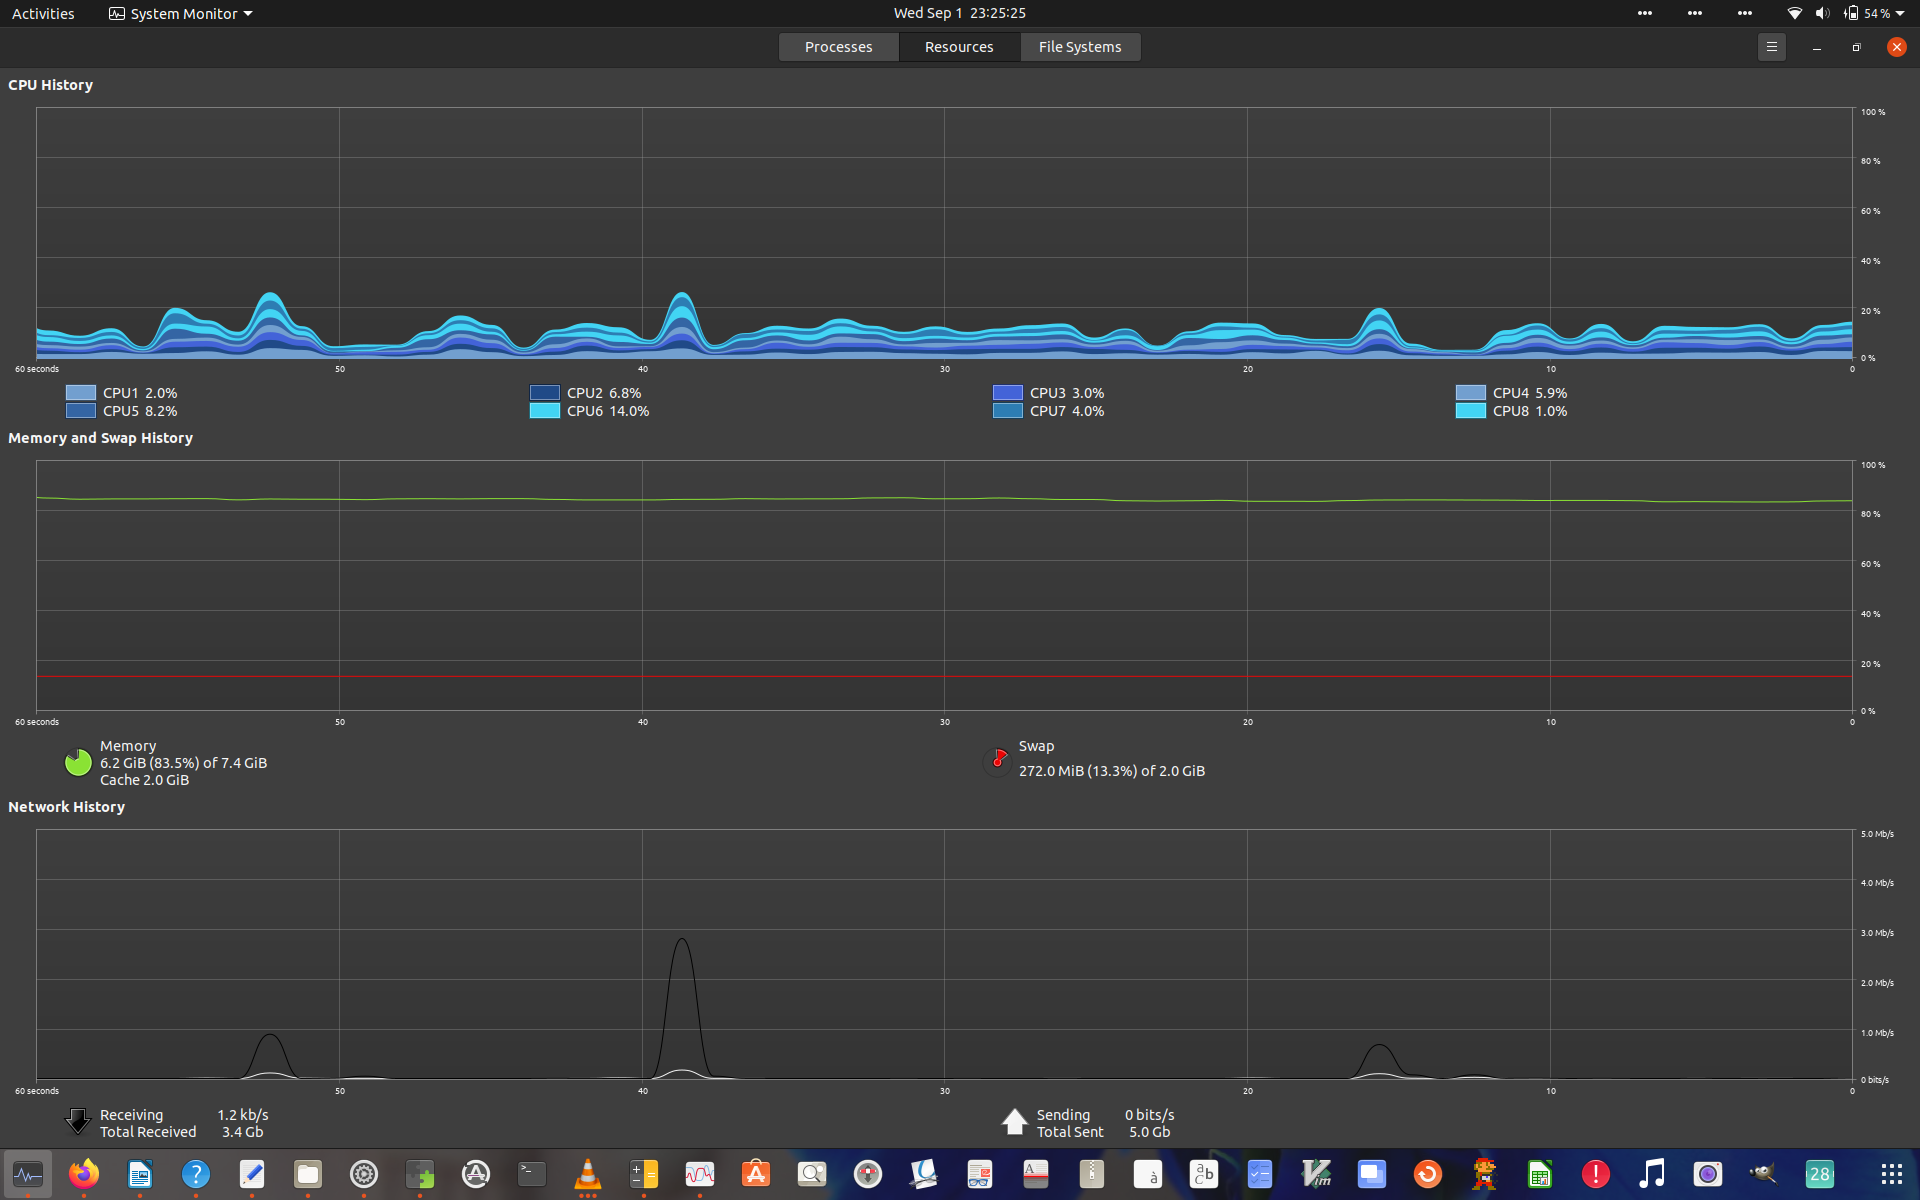 Activities System Monitor Wed Sep 1 23:25:25 54 %
Processes Resources File Systems
CPU History
100 %
80 %
60 %
40 %
20 %
0 %
60 seconds 50 40 30 20 10 0
CPU1 2.0% CPU2 6.8% CPU3 3.0% CPU4 5.9%
CPU5 8.2% CPU6 14.0% CPU7 4.0% CPU8 1.0%
Memory and Swap History
100 %
80 %
60 %
40 %
20 %
0 %
60 seconds 50 40 30 20 10 0
Memory
6.2 GiB (83.5%) of 7.4 GiB
Cache 2.0 GiB
Swap
272.0 MiB (13.3%) of 2.0 GiB
Network History
5.0 Mb/s
4.0 Mb/s
3.0 Mb/s
2.0 Mb/s
1.0 Mb/s
0 bits/s
60 seconds 50 40 30 20 10 0
Receiving 1.2 kb/s
Total Received 3.4 Gb
Sending 0 bits/s
Total Sent 5.0 Gb
28